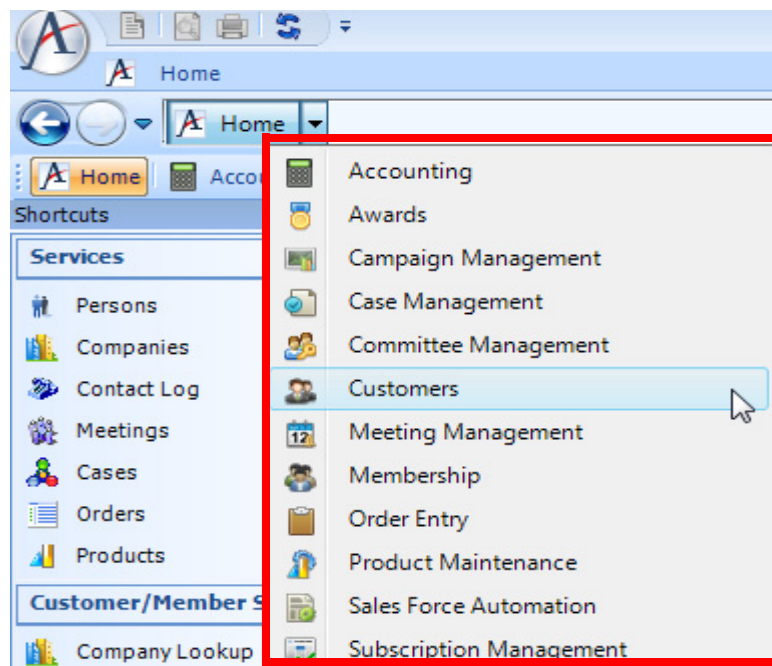 Home
Home
Home
Accounting
Awards
Campaign Management
Case Management
Committee Management
Customers
Meeting Management
Membership
Order Entry
Product Maintenance
Sales Force Automation
Subscription Management
Shortcuts
Services
Persons
Companies
Contact Log
Meetings
Cases
Orders
Products
Customer/Member
Company Lookup